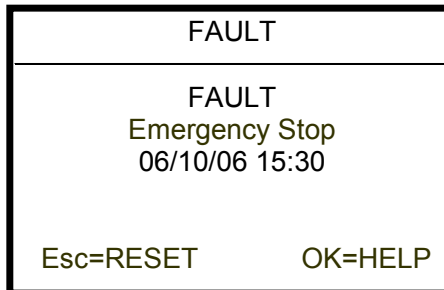 FAULT
FAULT
Emergency Stop
06/10/06 15:30
Esc=RESET OK=HELP